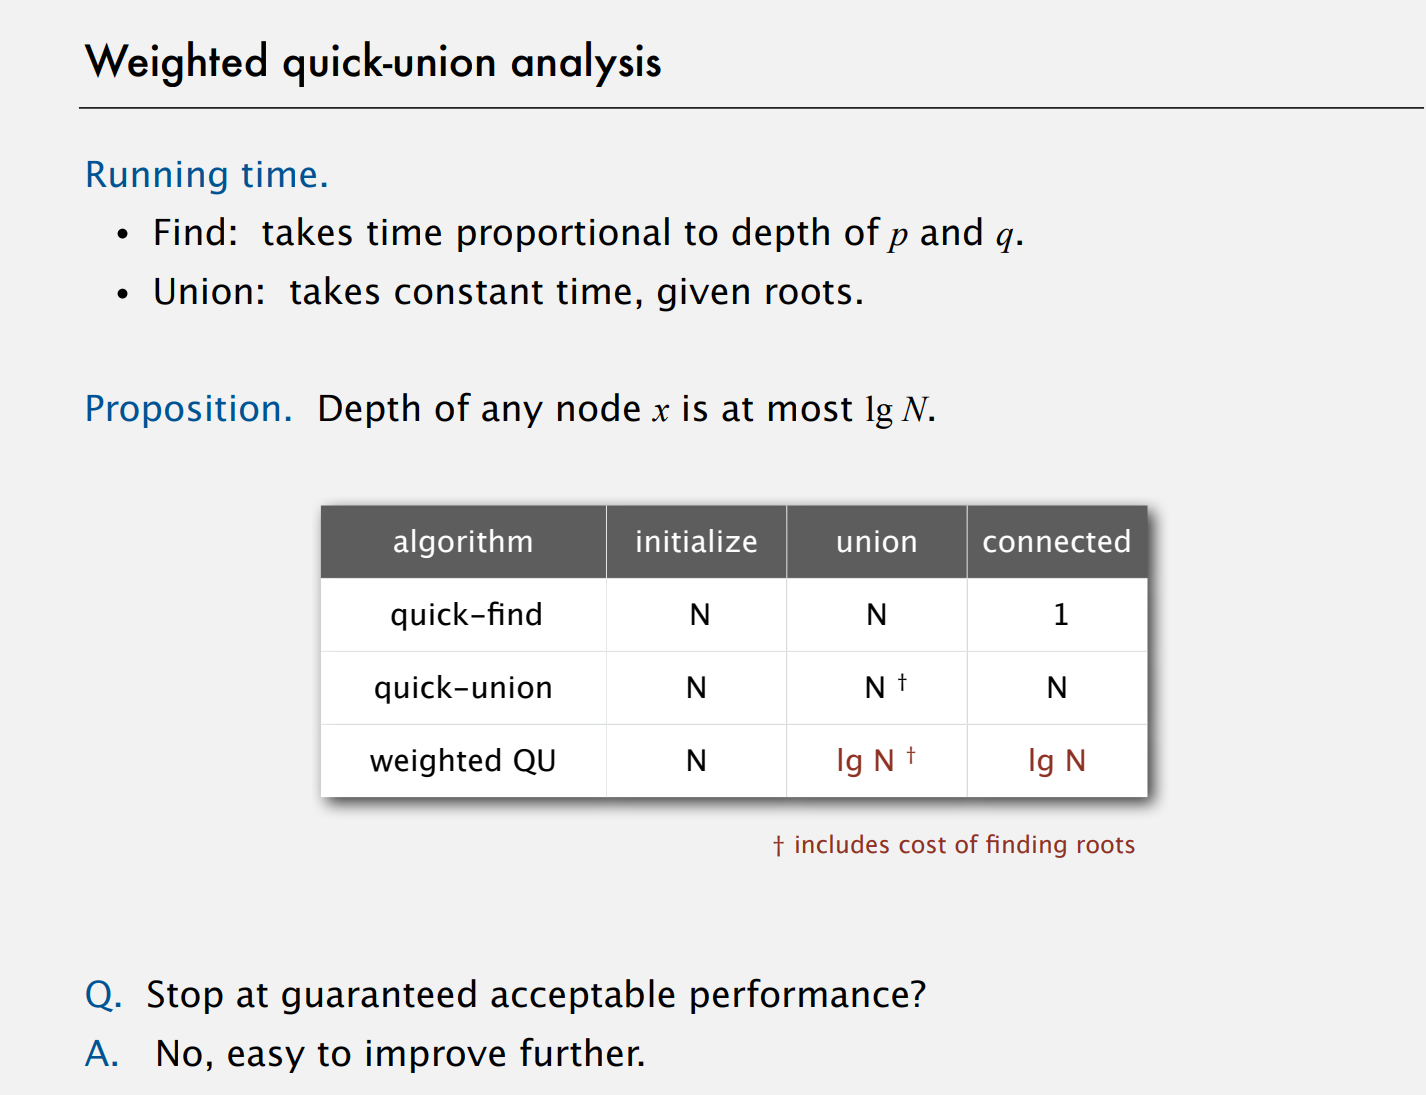 Weighted quick-union analysis
Running time.
• Find: takes time proportional to depth of p and q.
• Union: takes constant time, given roots.
Proposition. Depth of any node x is at most lg N.
algorithm initialize union connected
quick–find N N 1
quick–union N N † N
weighted QU N lg N † lg N
† includes cost of finding roots
Q. Stop at guaranteed acceptable performance?
A. No, easy to improve further.